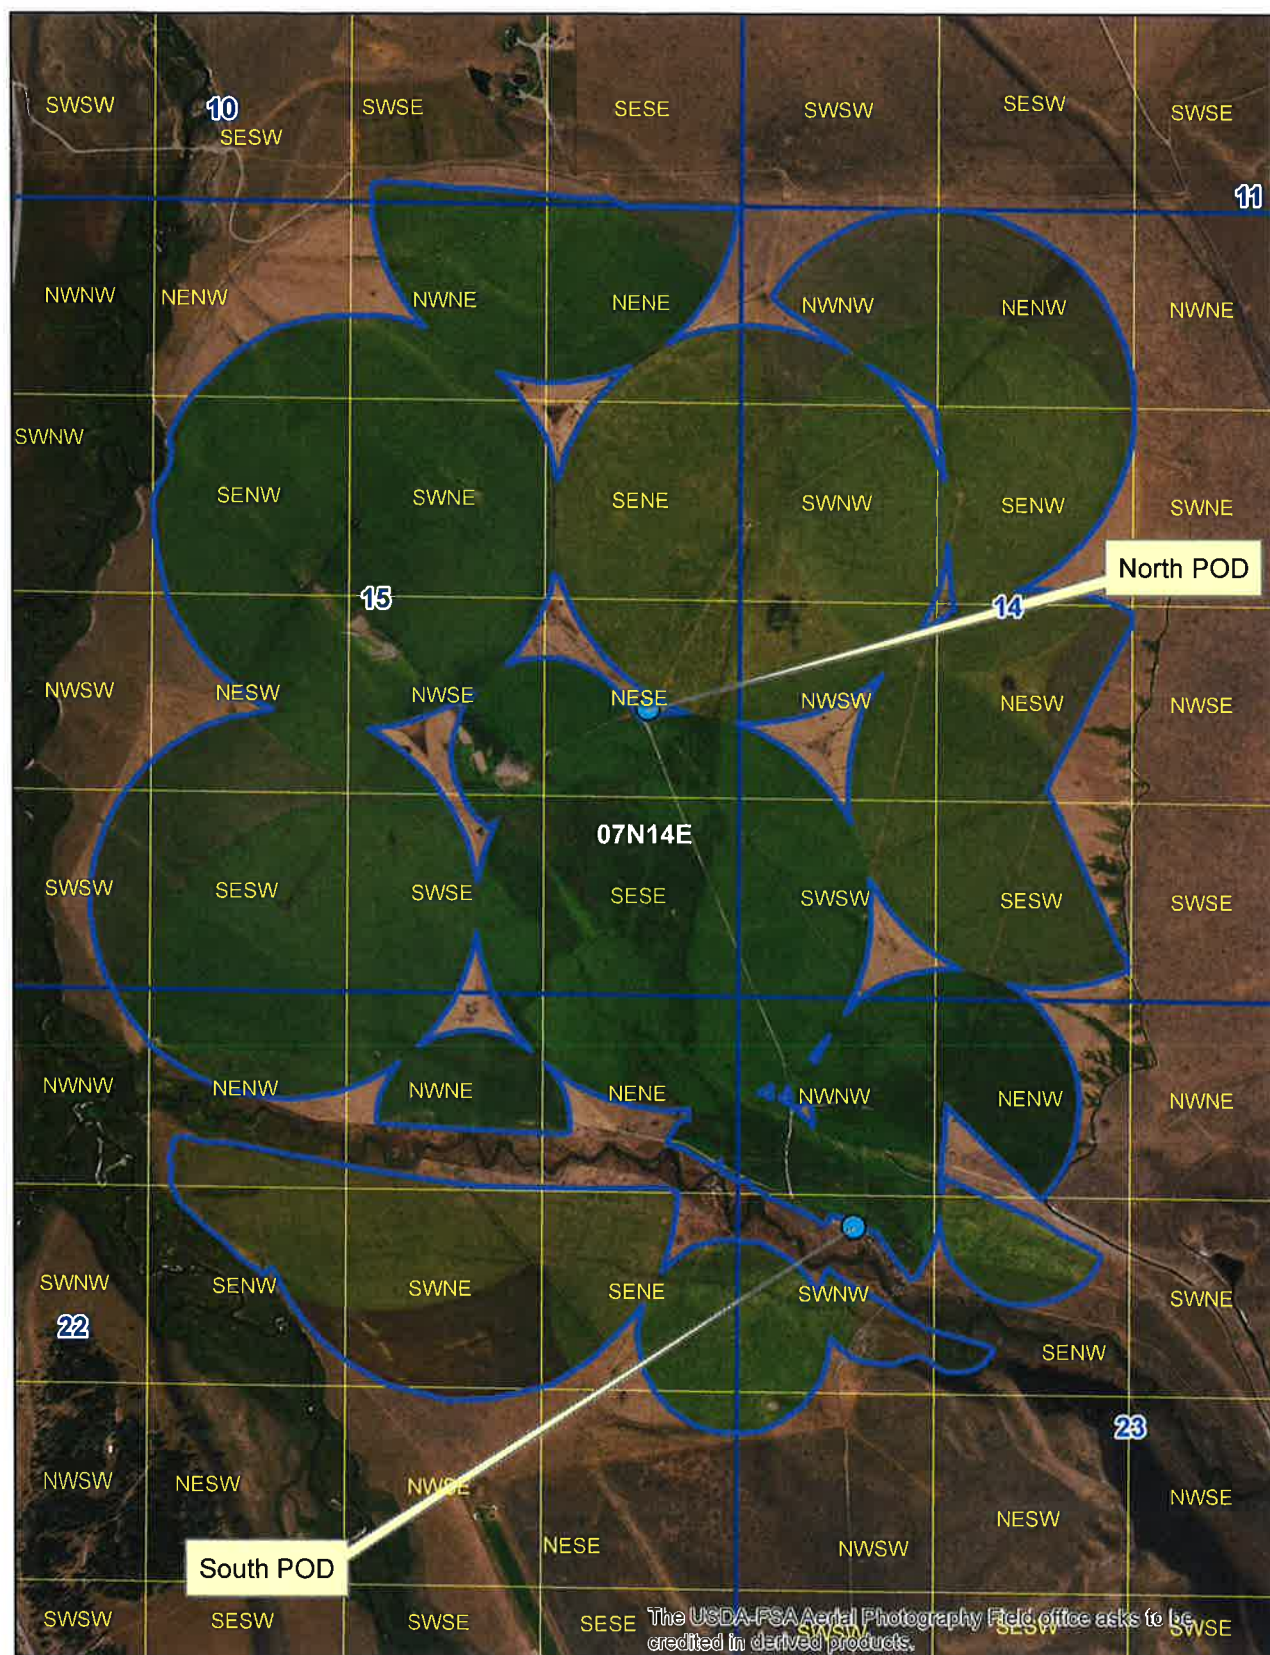 SWSW
10
SESW
SWSE
SESE
SWSW
SESW
SWSE
11
NWNW
NENW
NWNE
NENE
NWNW
NENW
NWNE
SWNW
SENW
SWNE
SENE
SWNW
SENW
SWNE
North POD
15
14
NWSW
NESW
NWSE
NESE
NWSW
NESW
NWSE
07N14E
SWSW
SESW
SWSE
SESE
SWSW
SESW
SWSE
NWNW
NENW
NWNE
NENE
NWNW
NENW
NWNE
SWNW
SENW
SWNE
SENE
SWNW
SENW
SWNE
22
23
NWSW
NESW
NWSE
NESE
NWSW
NESW
NWSE
South POD
SWSW
SESW
SWSE
SESE
SWSW
SESW
SWSE
The USDA-FSA Aerial Photography Field office asks to be
credited in derived products.